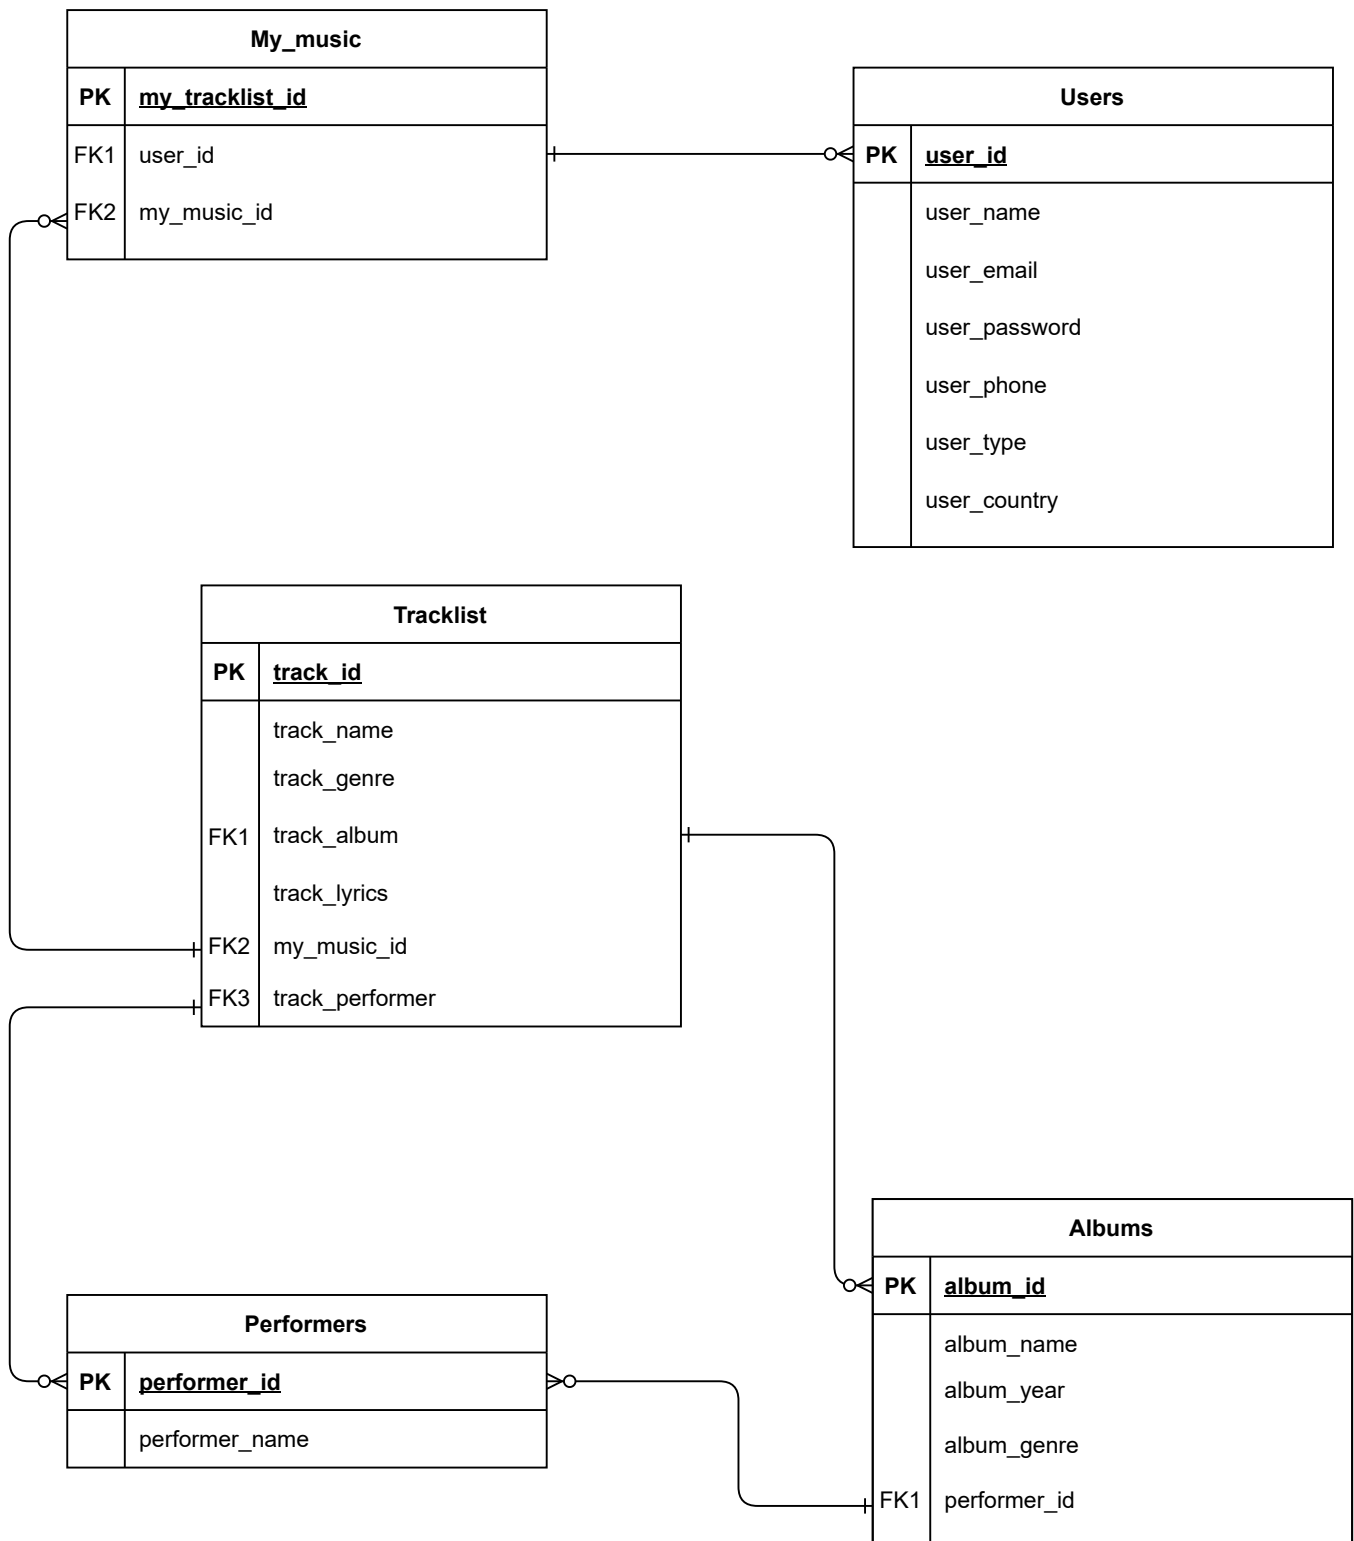 My_music
PK my_tracklist_id
FK1 user_id
FK2 my_music_id
Users
PK user_id
user_name
user_email
user_password
user_phone
user_type
user_country
Tracklist
PK track_id
track_name
track_genre
FK1 track_album
track_lyrics
FK2 my_music_id
FK3 track_performer
Performers
PK performer_id
performer_name
Albums
PK album_id
album_name
album_year
album_genre
FK1 performer_id